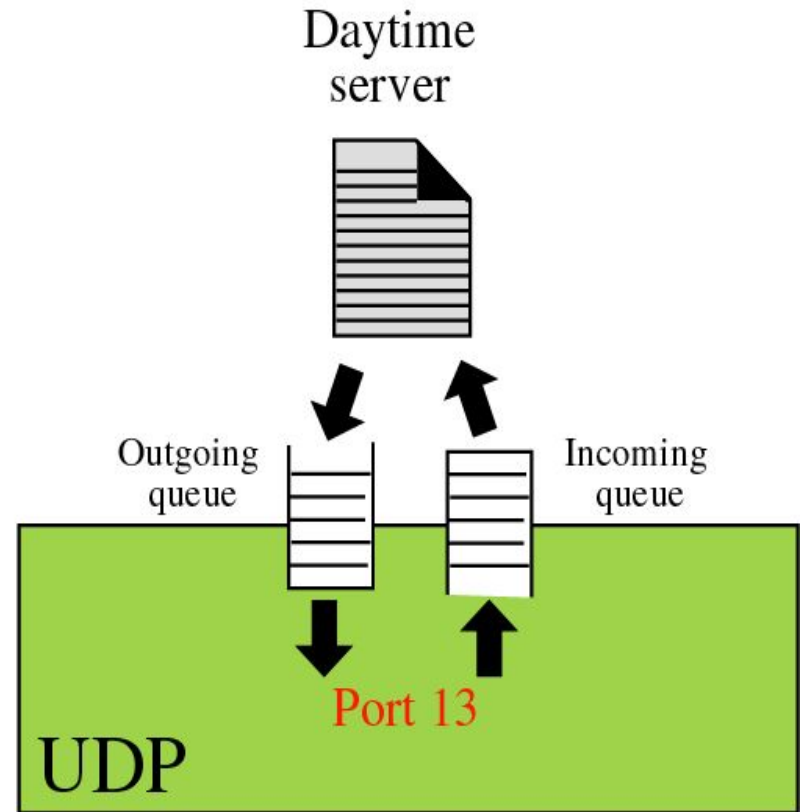 Daytime
server
Outgoing
queue
Incoming
queue
Port 13
UDP